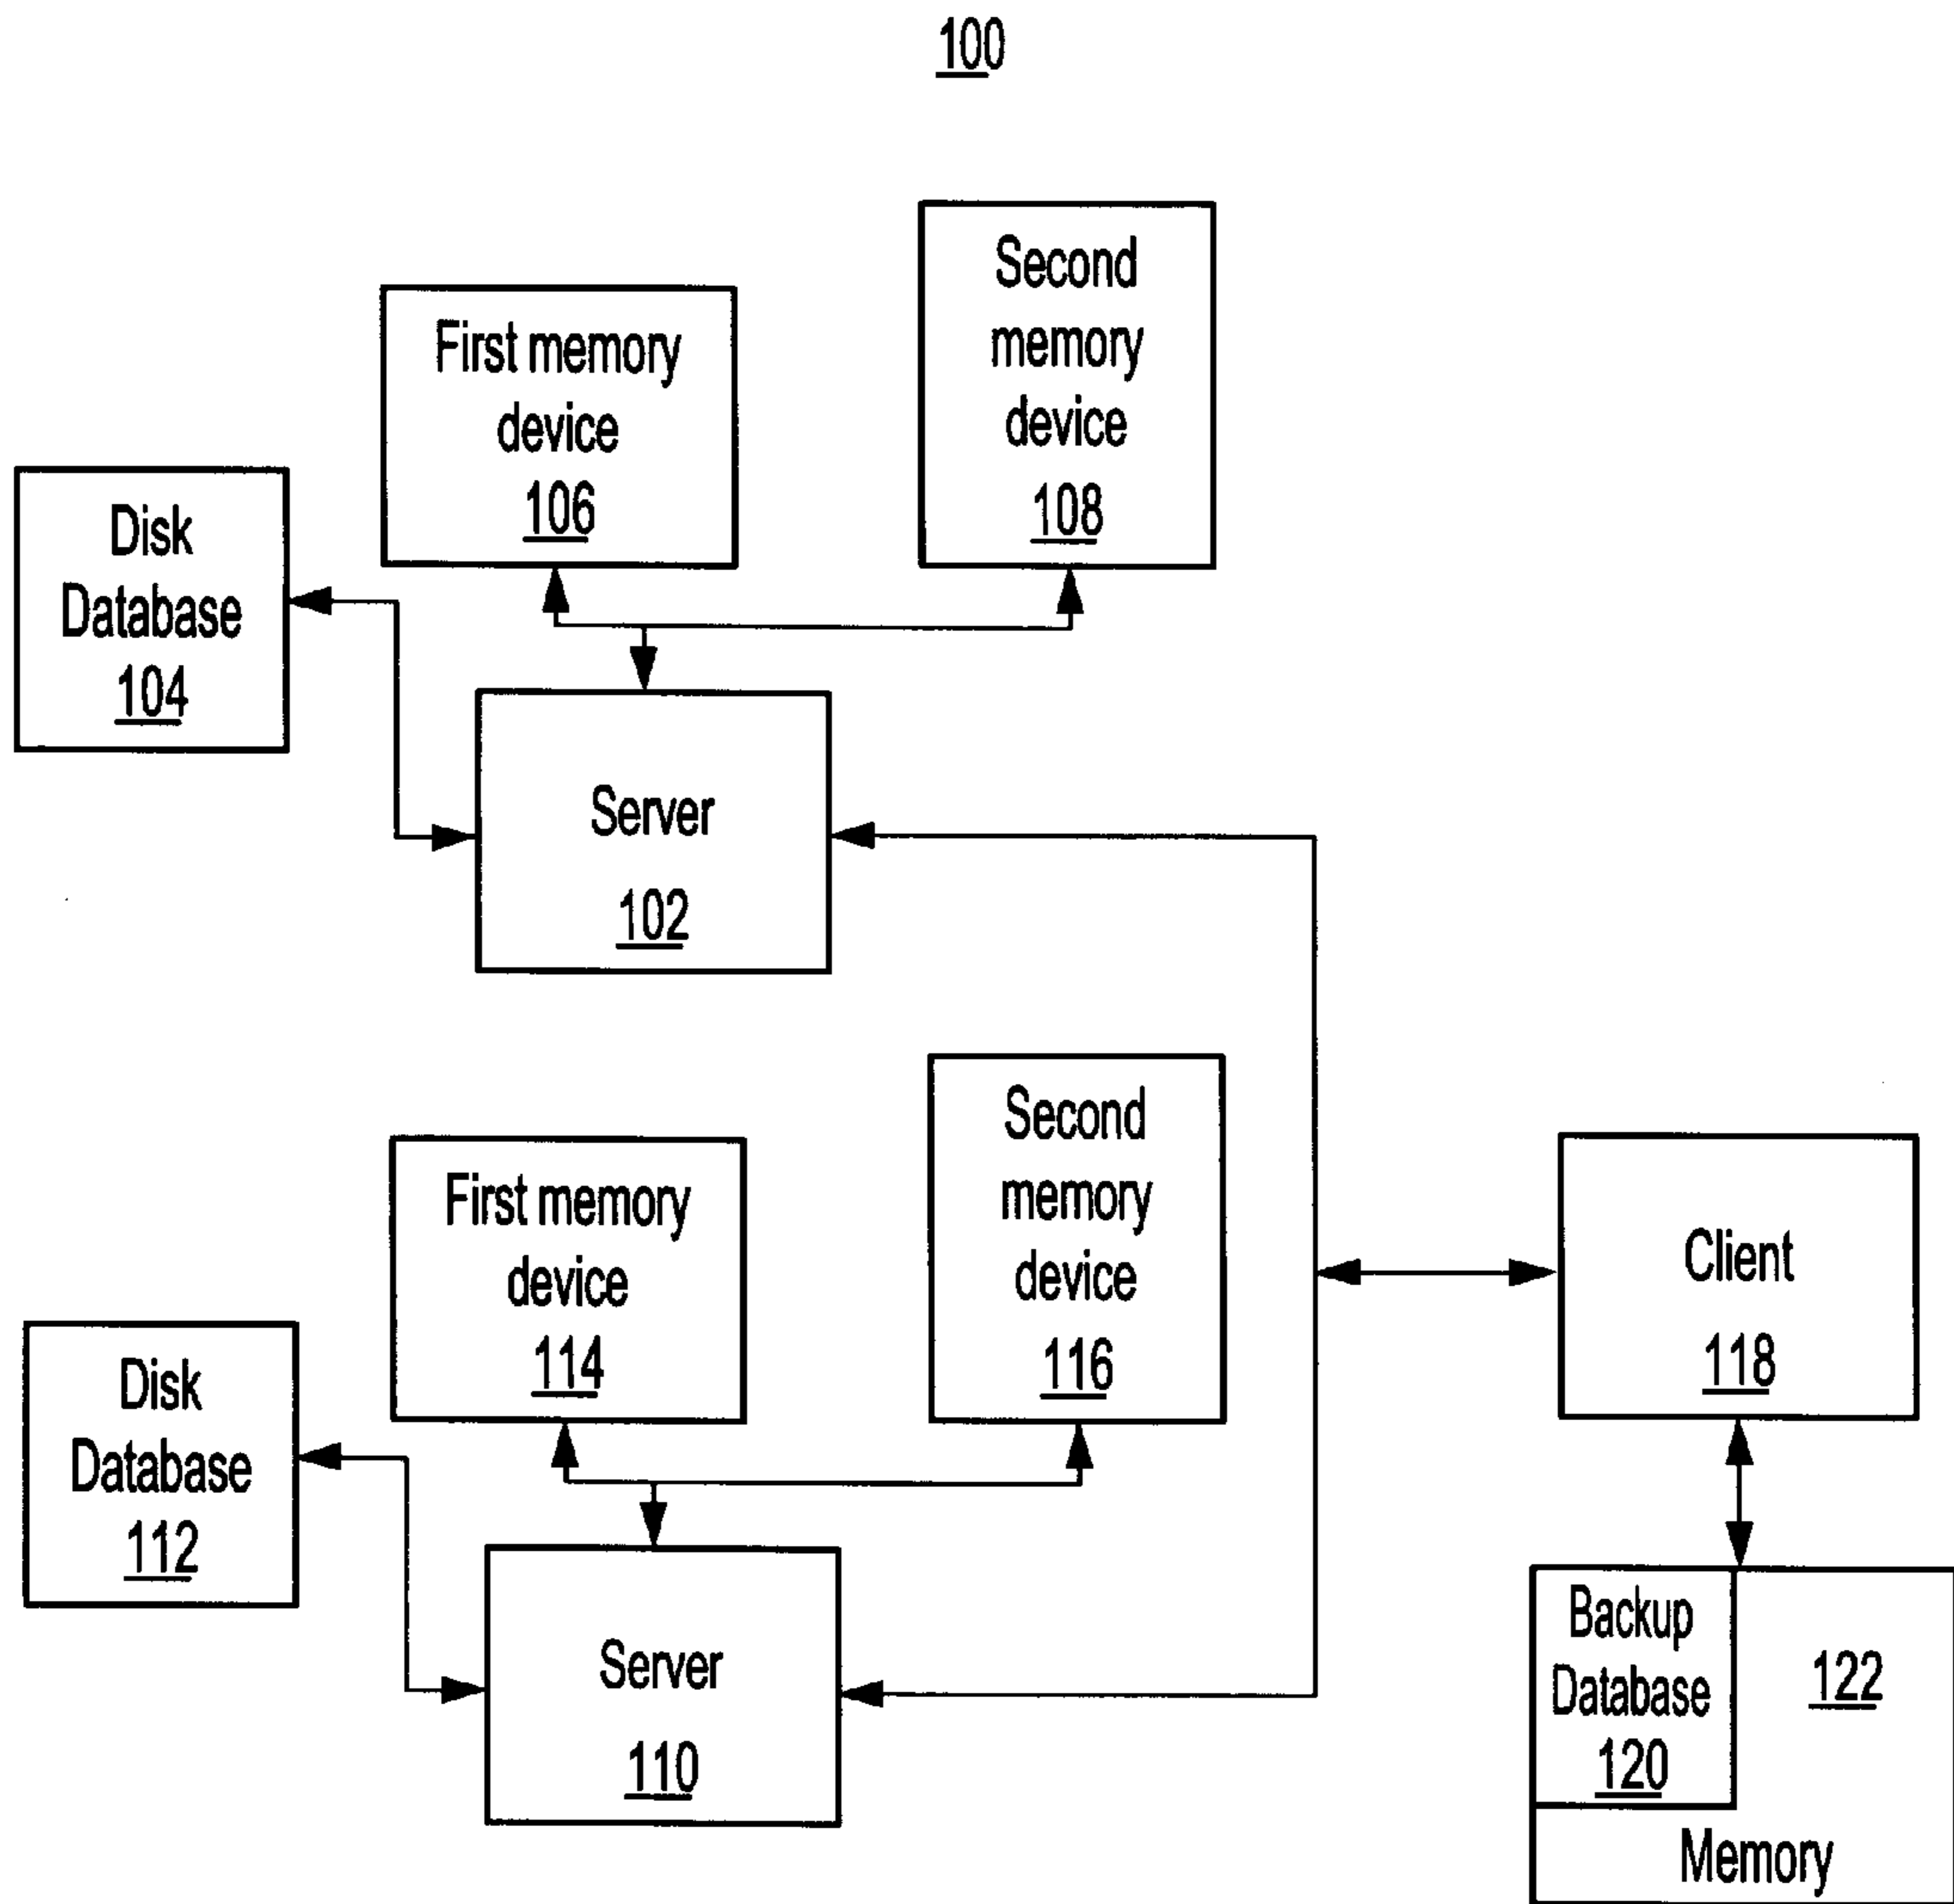 100
Second
memory
device
108
First memory
device
106
Disk
Database
104
Server
102
Second
memory
device
116
First memory
device
114
Client
118
Disk
Database
112
Server
110
Backup
Database
120
122
Memory